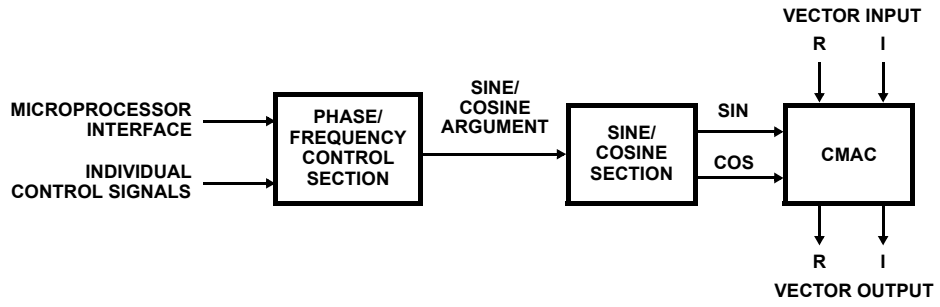 VECTOR INPUT
R I
MICROPROCESSOR
INTERFACE
INDIVIDUAL
CONTROL SIGNALS
PHASE/
FREQUENCY
CONTROL
SECTION
SINE/
COSINE
ARGUMENT
SINE/
COSINE
SECTION
SIN
COS
CMAC
R I
VECTOR OUTPUT